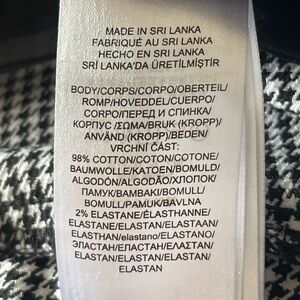 MADE IN SRI LANKA
FABRIQUÉ AU SRI LANKA
HECHO EN SRI LANKA
SRİ LANKA'DA ÜRETİLMİŞTİR
BODY/CORPS/CORPO/OBERTEIL/
ROMP/HOVEDDEL/CUERPO/
CORPO/ПЕРЕД И СПИНКА/
КОРПУС /ΣΩΜΑ/BRUK (KROPP)/
ANVÄND (KROPP)/BEDEN/
VRCHNÍ ČÁST:
98% COTTON/COTON/COTONE/
BAUMWOLLE/KATOEN/BOMULD/
ALGODÓN/ALGODÃO/ХЛОПОК/
ПАМУК/ΒΑΜΒΑΚΙ/BOMULL/
BOMULL/PAMUK/BAVLNA
2% ELASTANE/ÉLASTHANNE/
ELASTANE/ELASTAN/ELASTAAN/
ELASTHAN/elastano/ELASTANO/
ЭЛАСТАН/ЕЛАСТАН/ΕΛΑΣΤΑΝ/
ELASTAN/ELASTAN/ELASTAN/
ELASTAN